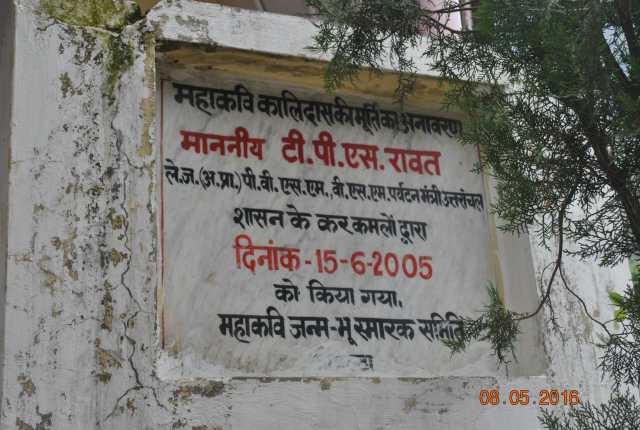 महाकवि कालिदास की मूर्ति का अनावरण
माननीय टी.पी.एस. रावत
ले.ज.(अ.प्रा.) पी.वी.एस.एम., वी.एस.एम. पर्यटन मंत्री उत्तरांचल
शासन के कर कमलों द्वारा
दिनांक -15-6-2005
को किया गया.
महाकवि जन्म-भू स्मारक समिति
08.05.2016